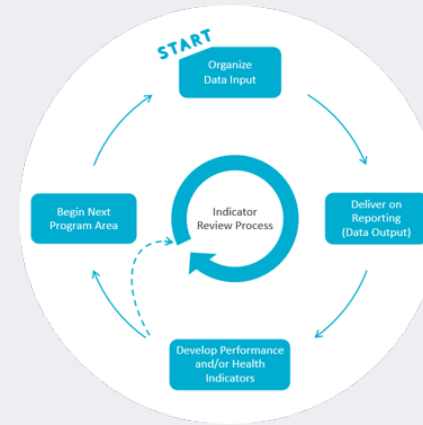 START
Organize
Data Input
Deliver on
Reporting
(Data Output)
Develop Performance
and/or Health
Indicators
Begin Next
Program Area
Indicator
Review Process